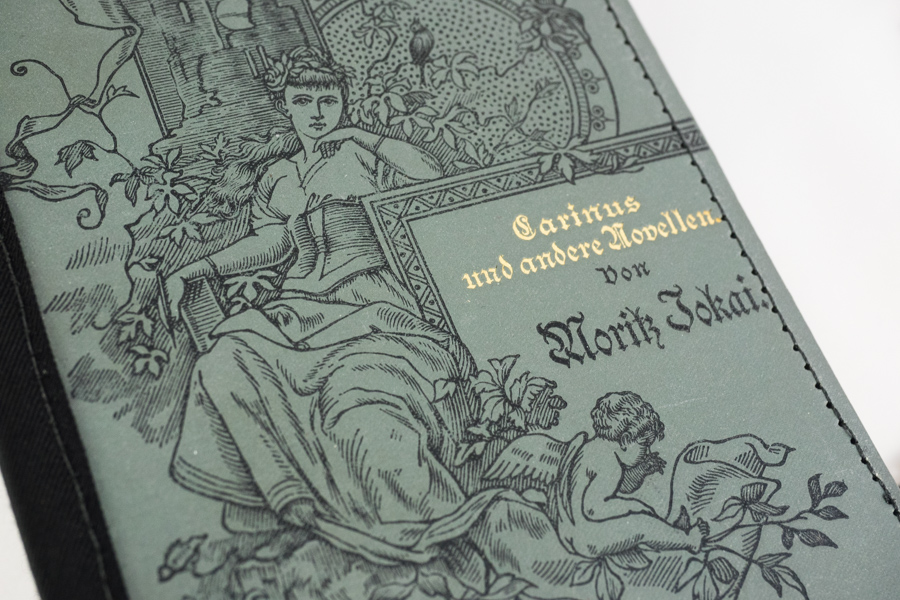 Carinus
und andere Novellen.
von
Moritz Jokai.